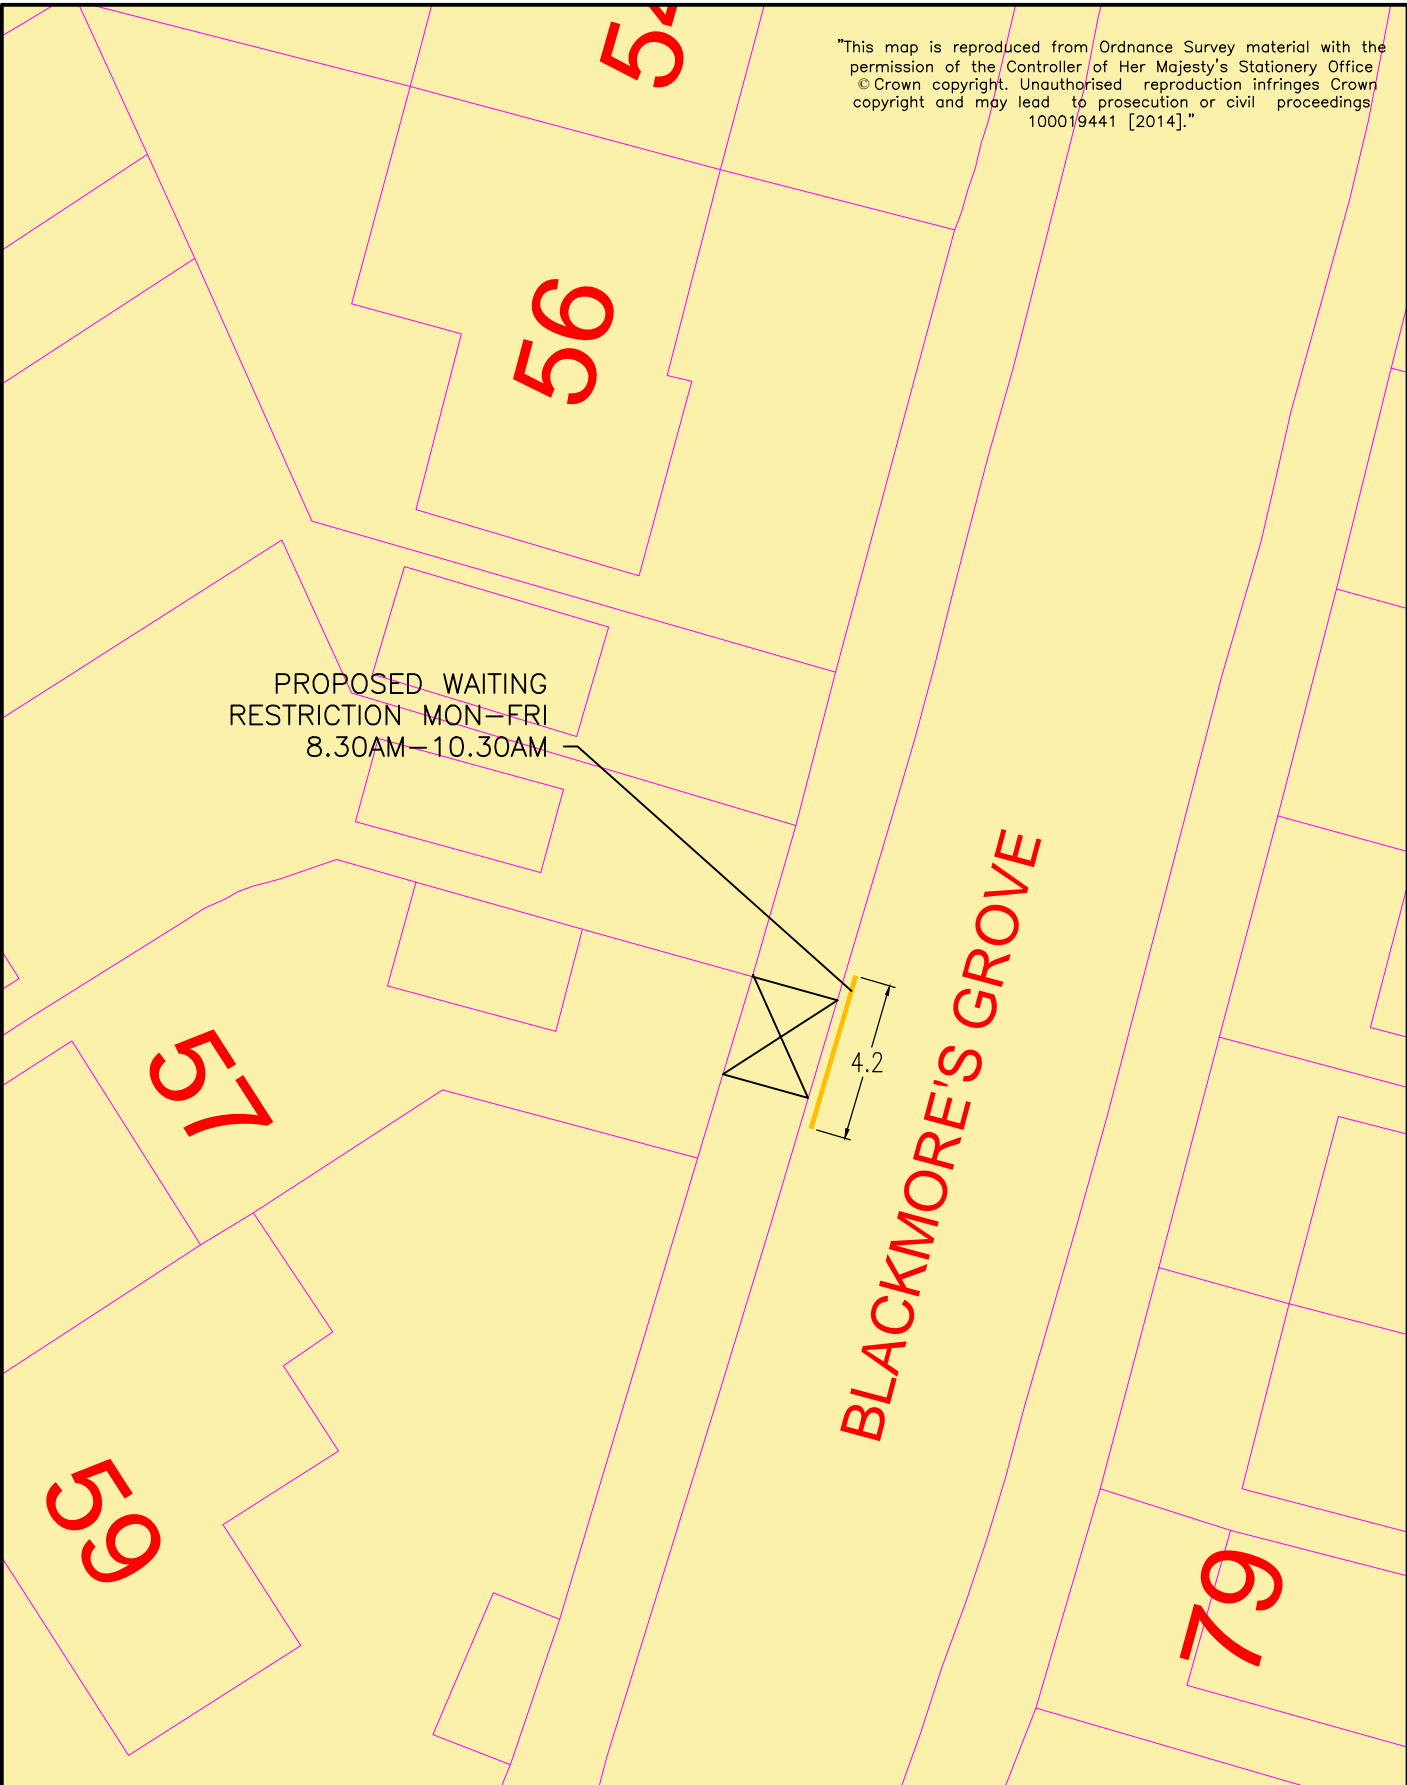 "This map is reproduced from Ordnance Survey material with the
permission of the Controller of Her Majesty's Stationery Office
© Crown copyright. Unauthorised reproduction infringes Crown
copyright and may lead to prosecution or civil proceedings
100019441 [2014]."
54
56
PROPOSED WAITING
RESTRICTION MON-FRI
8.30AM-10.30AM
4.2
BLACKMORE'S GROVE
57
59
79